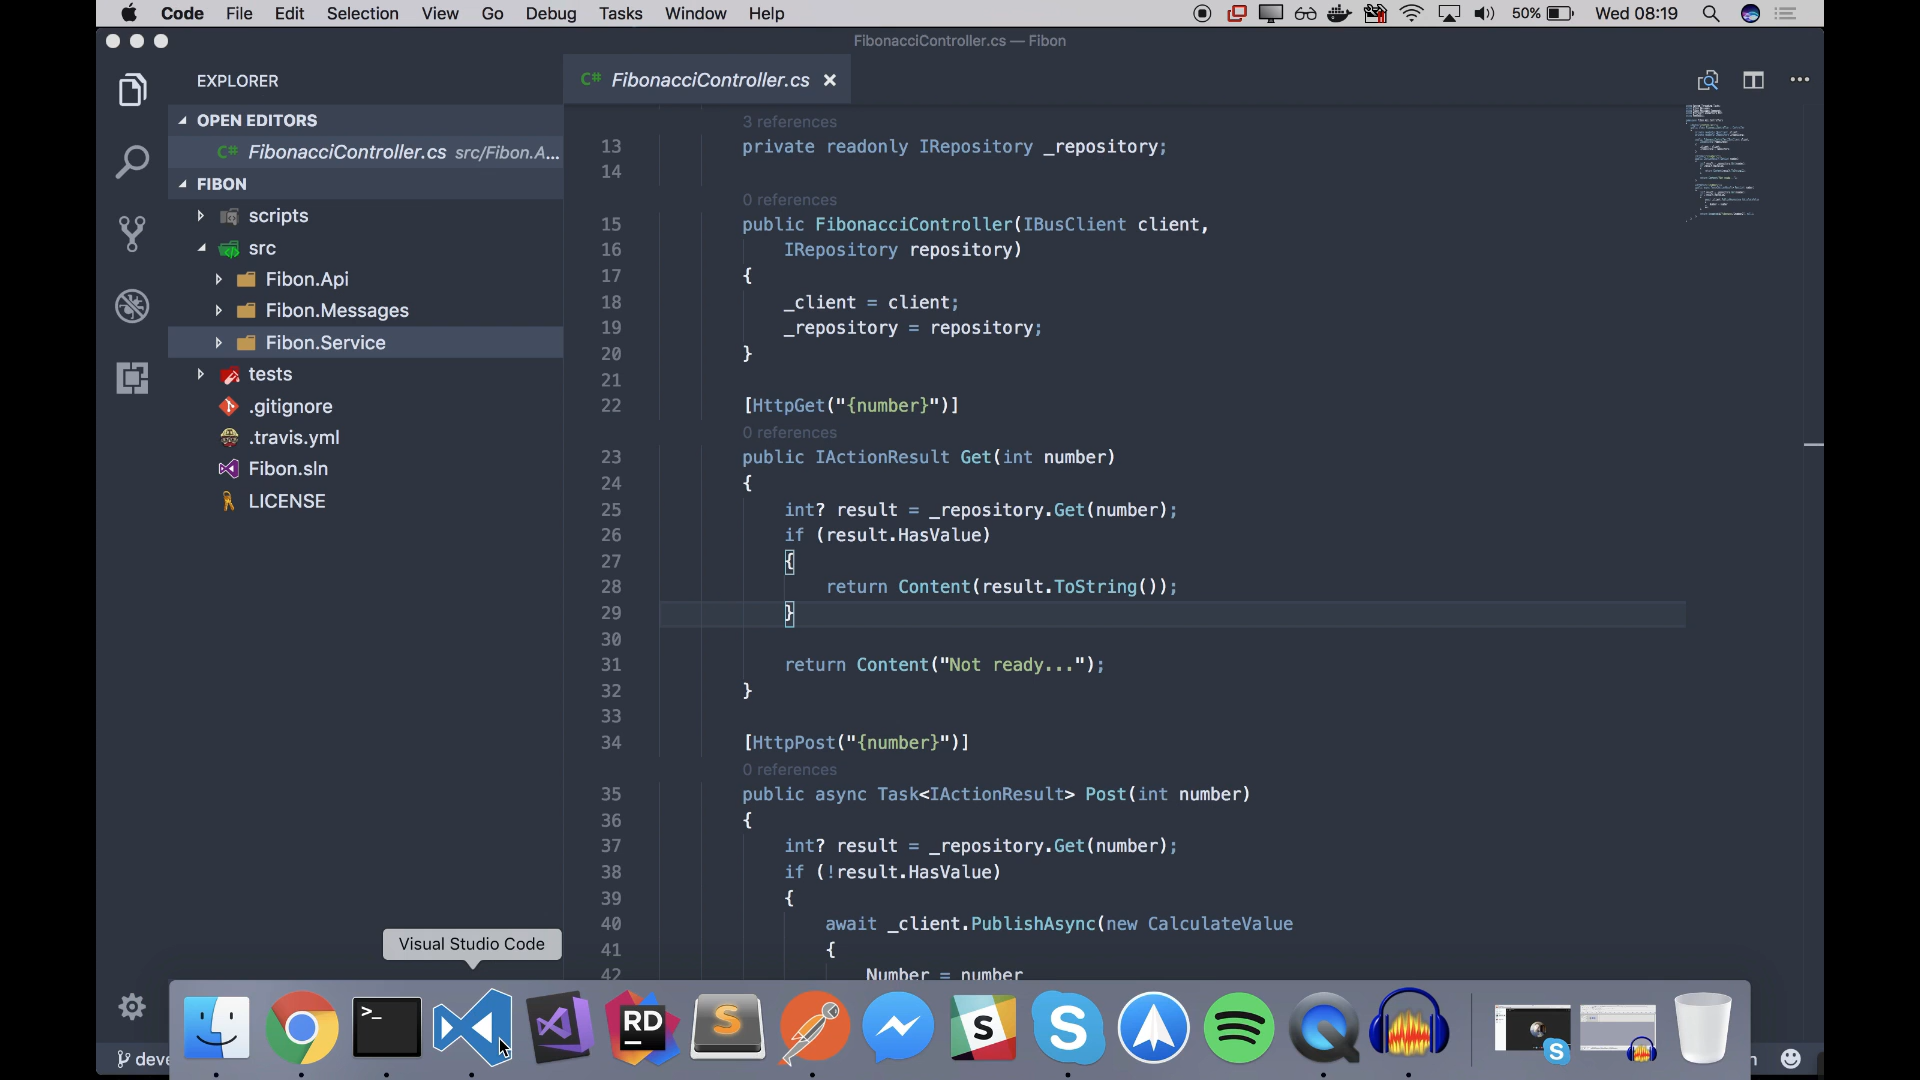 Code File Edit Selection View Go Debug Tasks Window Help 50% Wed 08:19
FibonacciController.cs — Fibon
EXPLORER
C# FibonacciController.cs
OPEN EDITORS
C# FibonacciController.cs src/Fibon.A...
FIBON
scripts
src
Fibon.Api
Fibon.Messages
Fibon.Service
tests
.gitignore
.travis.yml
Fibon.sln
LICENSE
3 references
13 private readonly IRepository _repository;
14
0 references
15 public FibonacciController(IBusClient client,
16 IRepository repository)
17 {
18 _client = client;
19 _repository = repository;
20 }
21
22 [HttpGet("{number}")]
0 references
23 public IActionResult Get(int number)
24 {
25 int? result = _repository.Get(number);
26 if (result.HasValue)
27 {
28 return Content(result.ToString());
29 }
30
31 return Content("Not ready...");
32 }
33
34 [HttpPost("{number}")]
0 references
35 public async Task<IActionResult> Post(int number)
36 {
37 int? result = _repository.Get(number);
38 if (!result.HasValue)
39 {
40 await _client.PublishAsync(new CalculateValue
41 {
42 Number = number
Visual Studio Code
>_
RD
S
S
S
deve